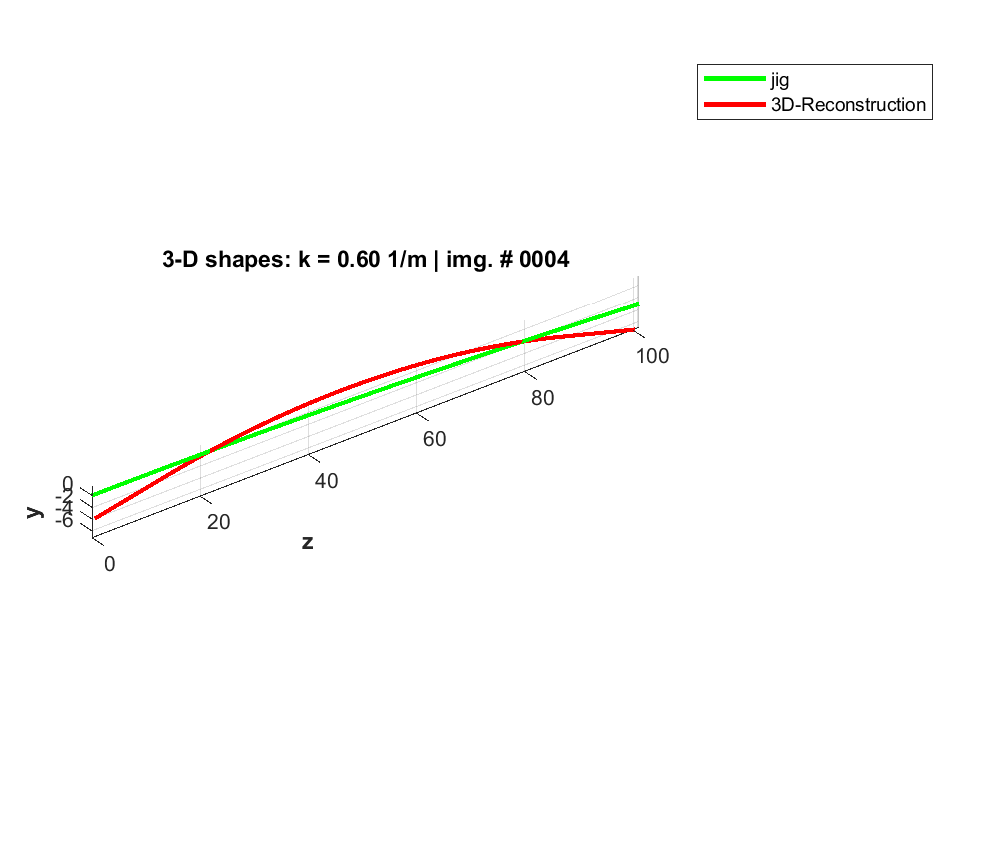 jig
3D-Reconstruction
3-D shapes: k = 0.60 1/m | img. # 0004
100
80
60
40
20
0
z
0
-2
-4
-6
y